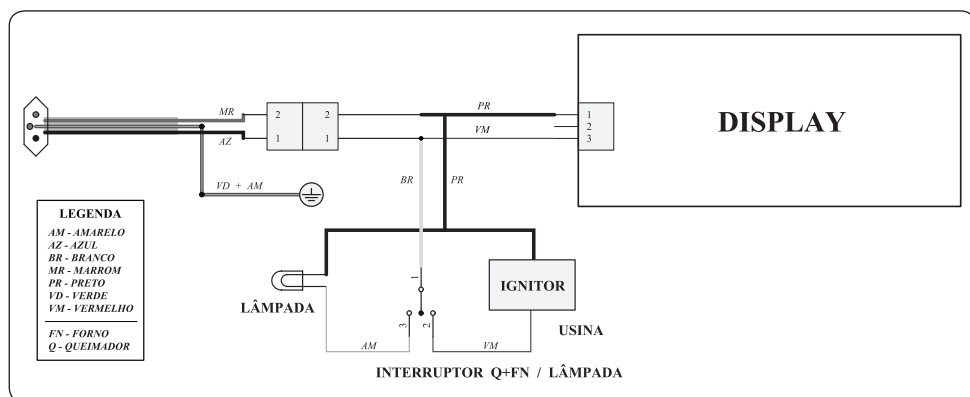 PR
MR
2
2
1
2
3
DISPLAY
VM
1
1
AZ
BR
PR
VD + AM
LEGENDA
AM - AMARELO
AZ - AZUL
BR - BRANCO
MR - MARROM
PR - PRETO
VD - VERDE
VM - VERMELHO
FN - FORNO
Q - QUEIMADOR
1
IGNITOR
LÂMPADA
3
2
USINA
AM
VM
INTERRUPTOR Q+FN / LÂMPADA